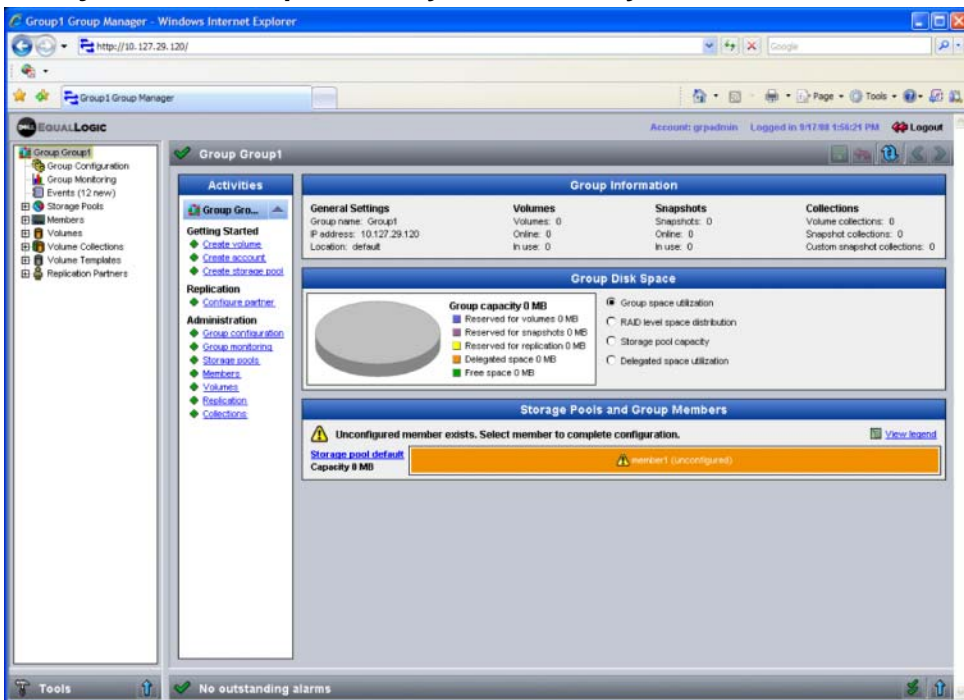 Group1 Group Manager - Windows Internet Explorer
http://10.127.29.120/
Google
Group1 Group Manager
Page
Tools
DELL EQUALLOGIC
Account: grpadmin Logged in 9/17/08 1:56:21 PM Logout
Group Group1
Group Configuration
Group Monitoring
Events (12 new)
Storage Pools
Members
Volumes
Volume Collections
Volume Templates
Replication Partners
Tools
Group Group1
Activities
Group Gro...
Getting Started
Create volume
Create account
Create storage pool
Replication
Configure partner
Administration
Group configuration
Group monitoring
Storage pools
Members
Volumes
Replication
Collections
Group Information
General Settings
Group name: Group1
IP address: 10.127.29.120
Location: default
Volumes
Volumes: 0
Online: 0
In use: 0
Snapshots
Snapshots: 0
Online: 0
In use: 0
Collections
Volume collections: 0
Snapshot collections: 0
Custom snapshot collections: 0
Group Disk Space
Group capacity 0 MB
Reserved for volumes 0 MB
Reserved for snapshots 0 MB
Reserved for replication 0 MB
Delegated space 0 MB
Free space 0 MB
Group space utilization
RAID level space distribution
Storage pool capacity
Delegated space utilization
Storage Pools and Group Members
Unconfigured member exists. Select member to complete configuration.
View legend
Storage pool default
Capacity 0 MB
member1 (unconfigured)
No outstanding alarms